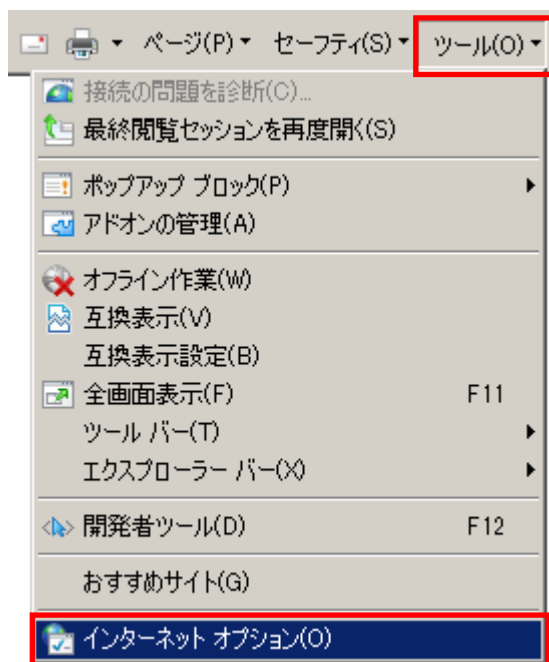 ページ(P) セーフティ(S) ツール(O)
接続の問題を診断(C)...
最終閲覧セッションを再度開く(S)
ポップアップ ブロック(P)
アドオンの管理(A)
オフライン作業(W)
互換表示(V)
互換表示設定(B)
全画面表示(F) F11
ツール バー(T)
エクスプローラー バー(X)
開発者ツール(D) F12
おすすめサイト(G)
インターネット オプション(O)